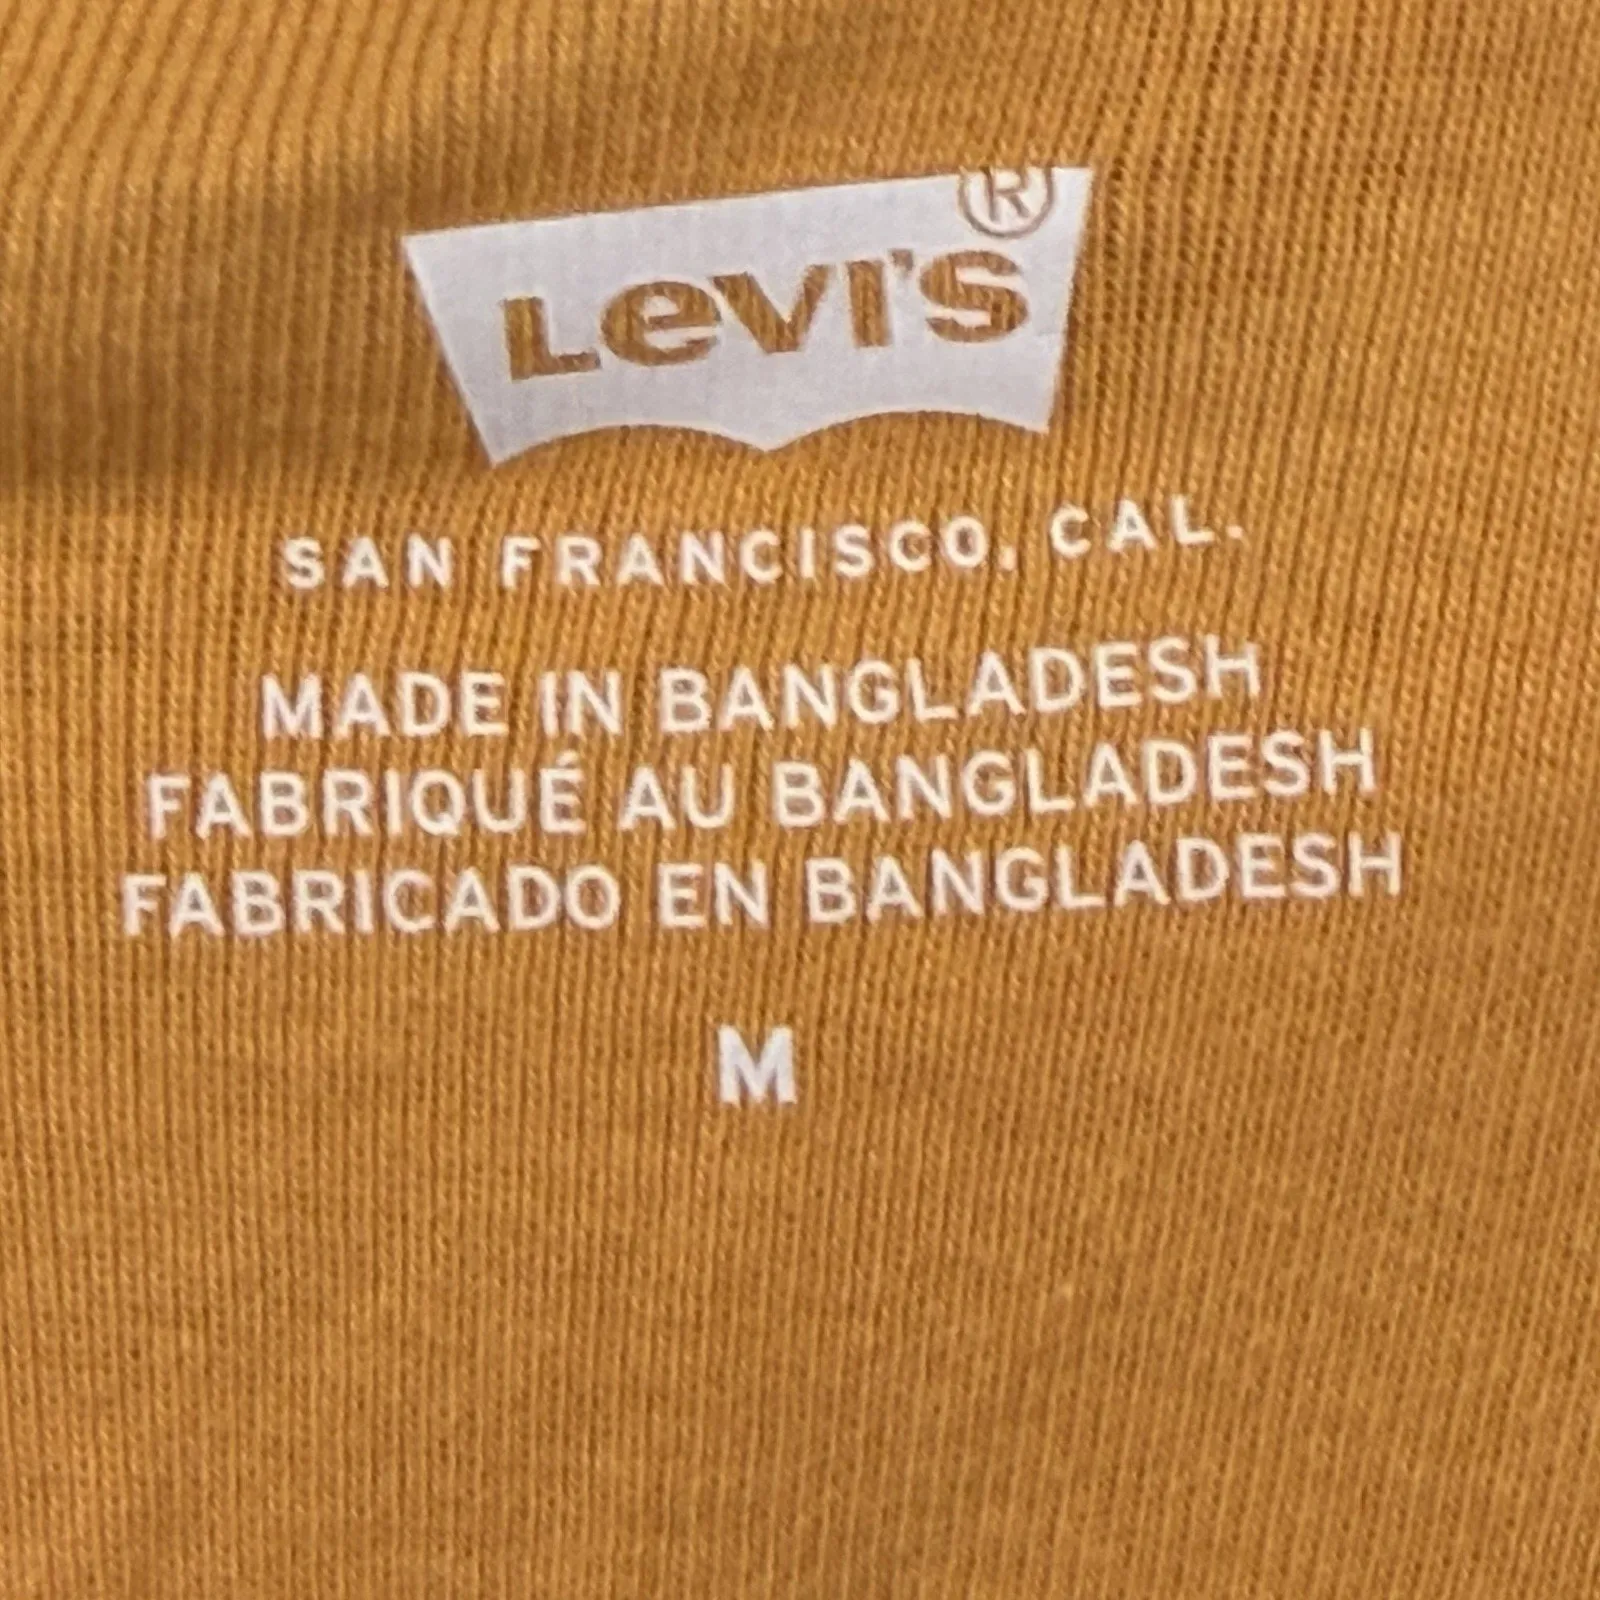 Levi's®
SAN FRANCISCO, CAL.
MADE IN BANGLADESH
FABRIQUÉ AU BANGLADESH
FABRICADO EN BANGLADESH
M